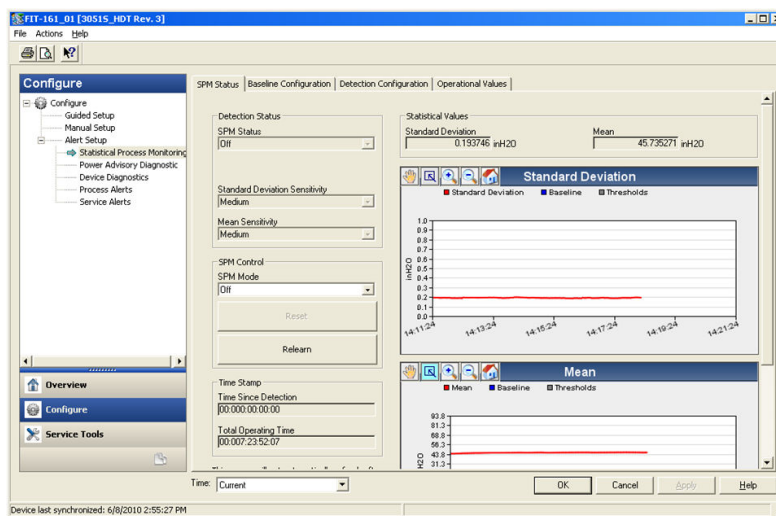 FIT-161_01 [3051S_HDT Rev. 3]
File Actions Help
Configure
Configure
Guided Setup
Manual Setup
Alert Setup
Statistical Process Monitoring
Power Advisory Diagnostic
Device Diagnostics
Process Alerts
Service Alerts
Overview
Configure
Service Tools
SPM Status Baseline Configuration Detection Configuration Operational Values
Detection Status
SPM Status
Off
Standard Deviation Sensitivity
Medium
Mean Sensitivity
Medium
SPM Control
SPM Mode
Off
Reset
Relearn
Time Stamp
Time Since Detection
00:000:00:00:00
Total Operating Time
00:007:23:52:07
Statistical Values
Standard Deviation Mean
0.193746 inH2O 45.735271 inH2O
Standard Deviation
Standard Deviation Baseline Thresholds
inH2O
1.0
0.9
0.8
0.7
0.6
0.5
0.4
0.3
0.2
0.1
0.0
14:11:24 14:13:24 14:15:24 14:17:24 14:19:24 14:21:24
Mean
Mean Baseline Thresholds
93.8
81.3
68.8
56.3
43.8
31.3
Time: Current
OK Cancel Apply Help
Device last synchronized: 6/8/2010 2:55:27 PM